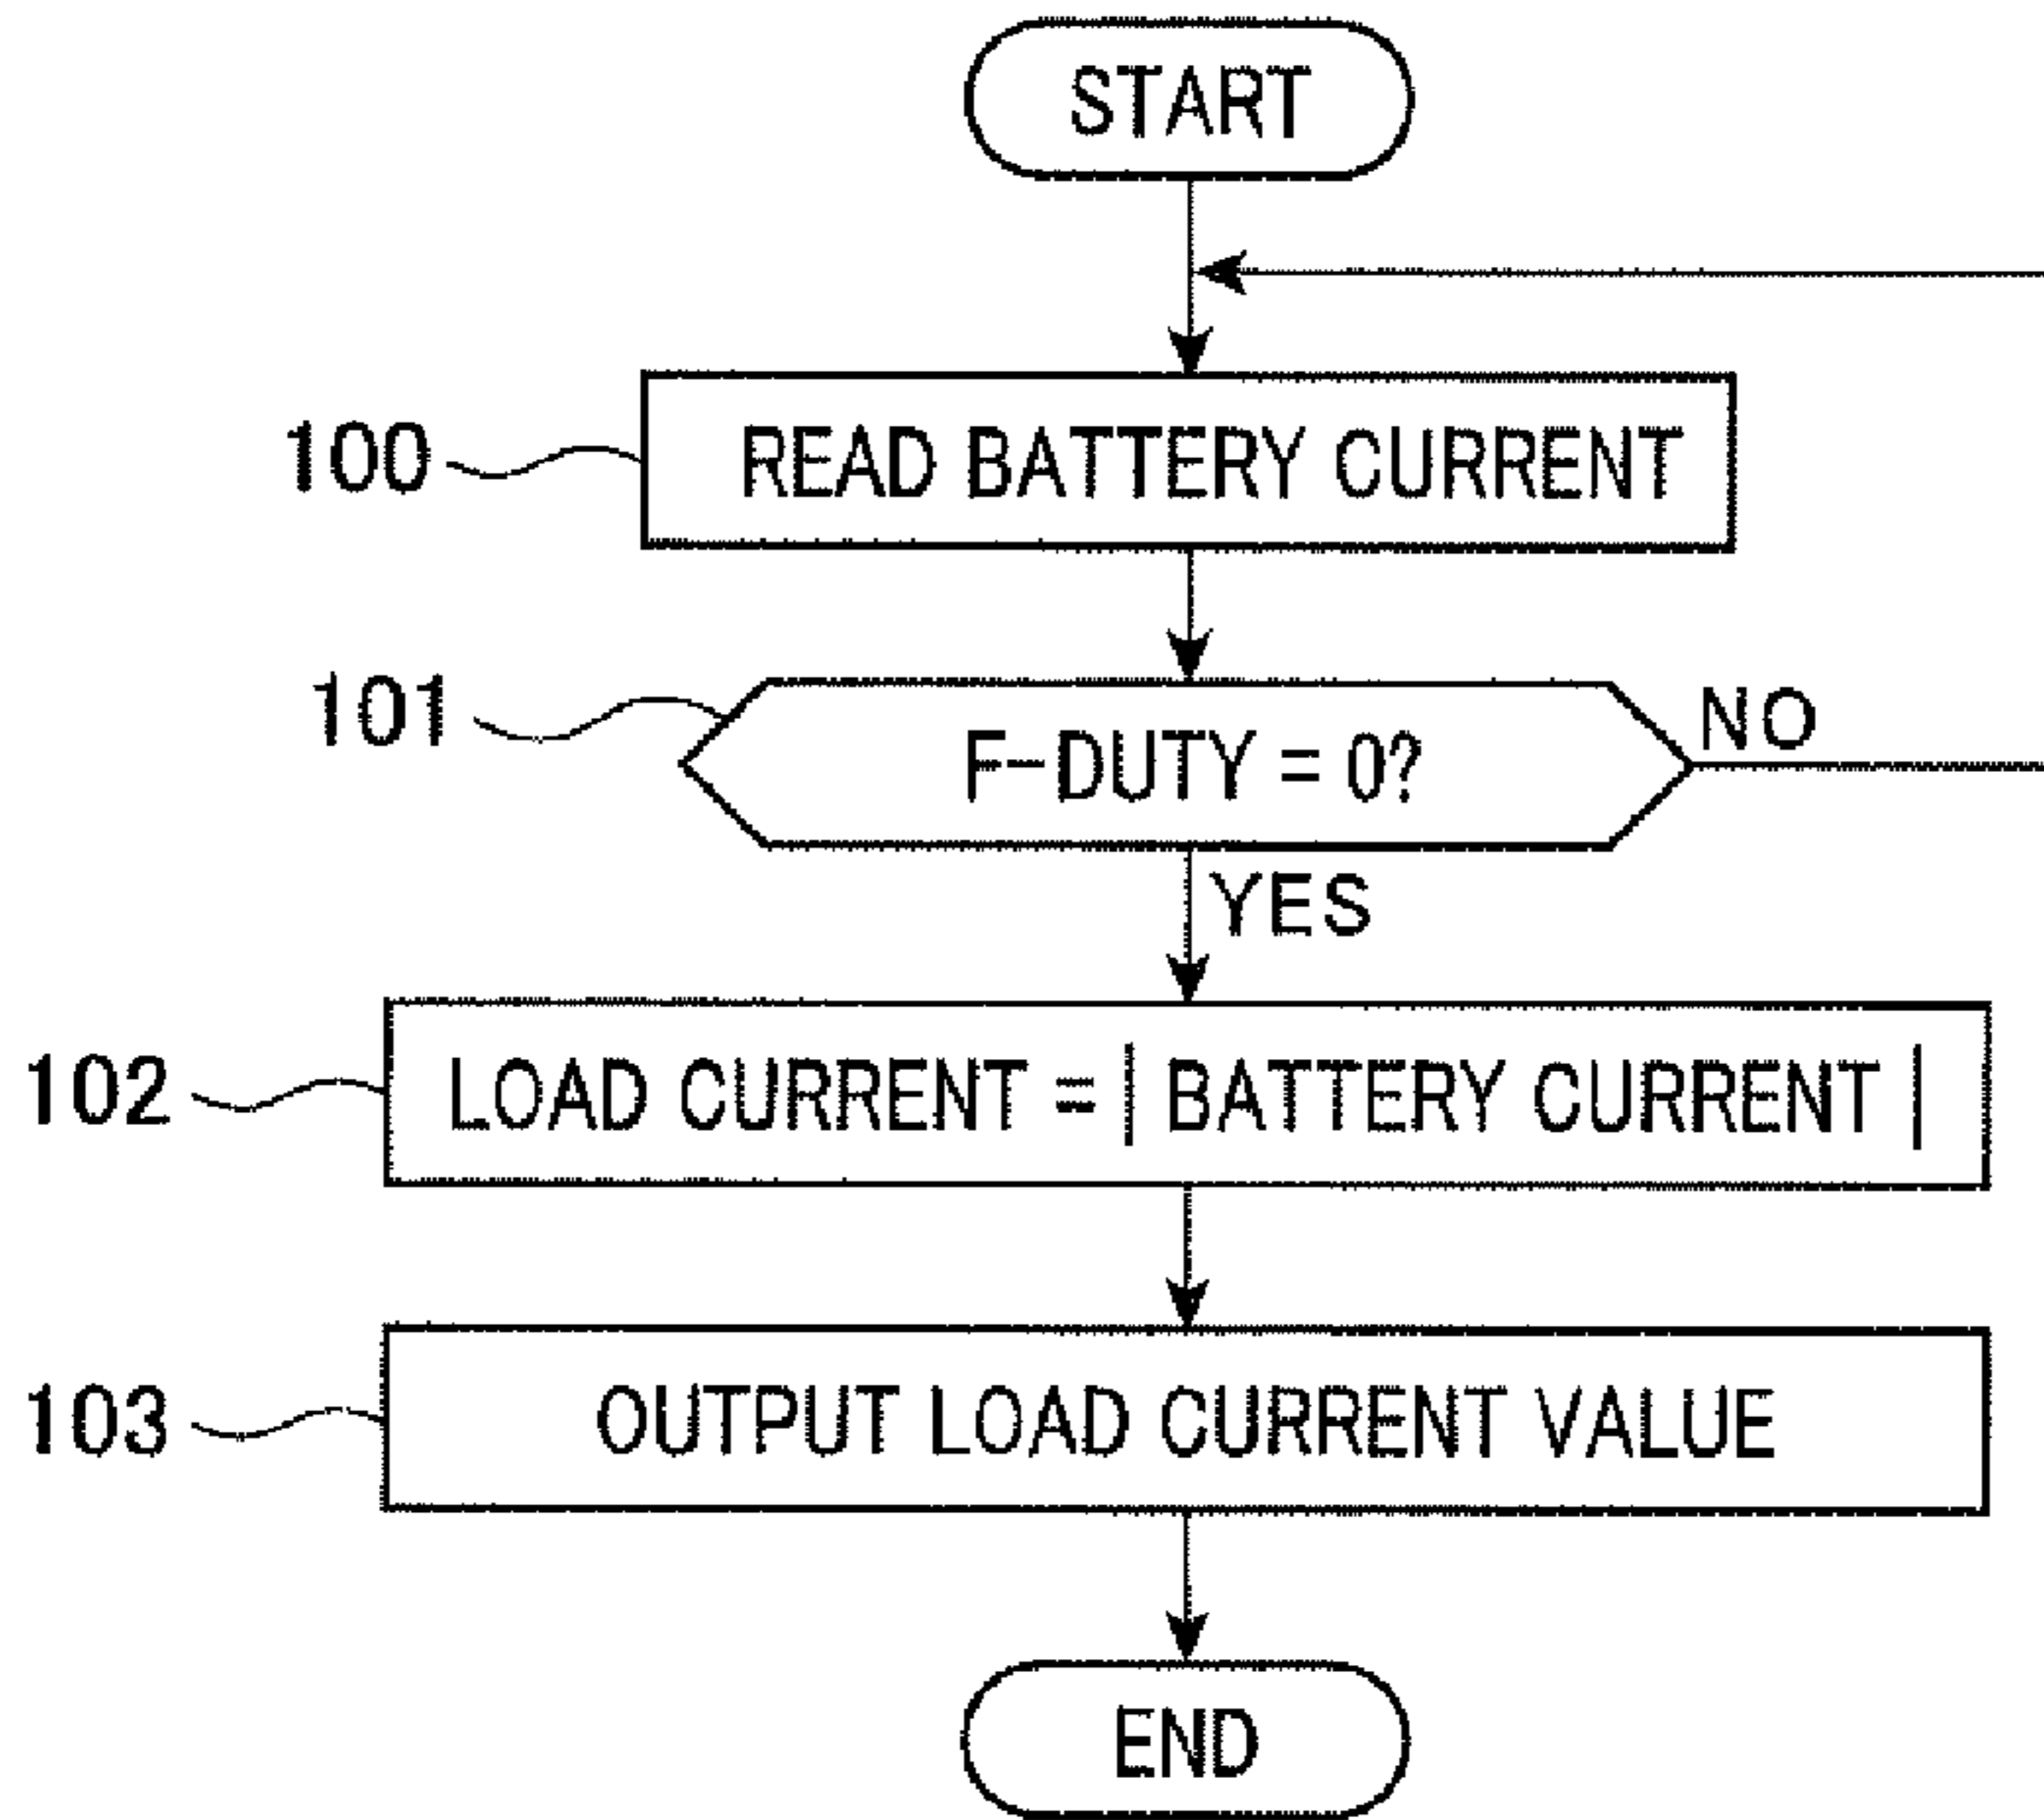 START
100
READ BATTERY CURRENT
101
F-DUTY = 0?
NO
YES
102
LOAD CURRENT = | BATTERY CURRENT |
103
OUTPUT LOAD CURRENT VALUE
END